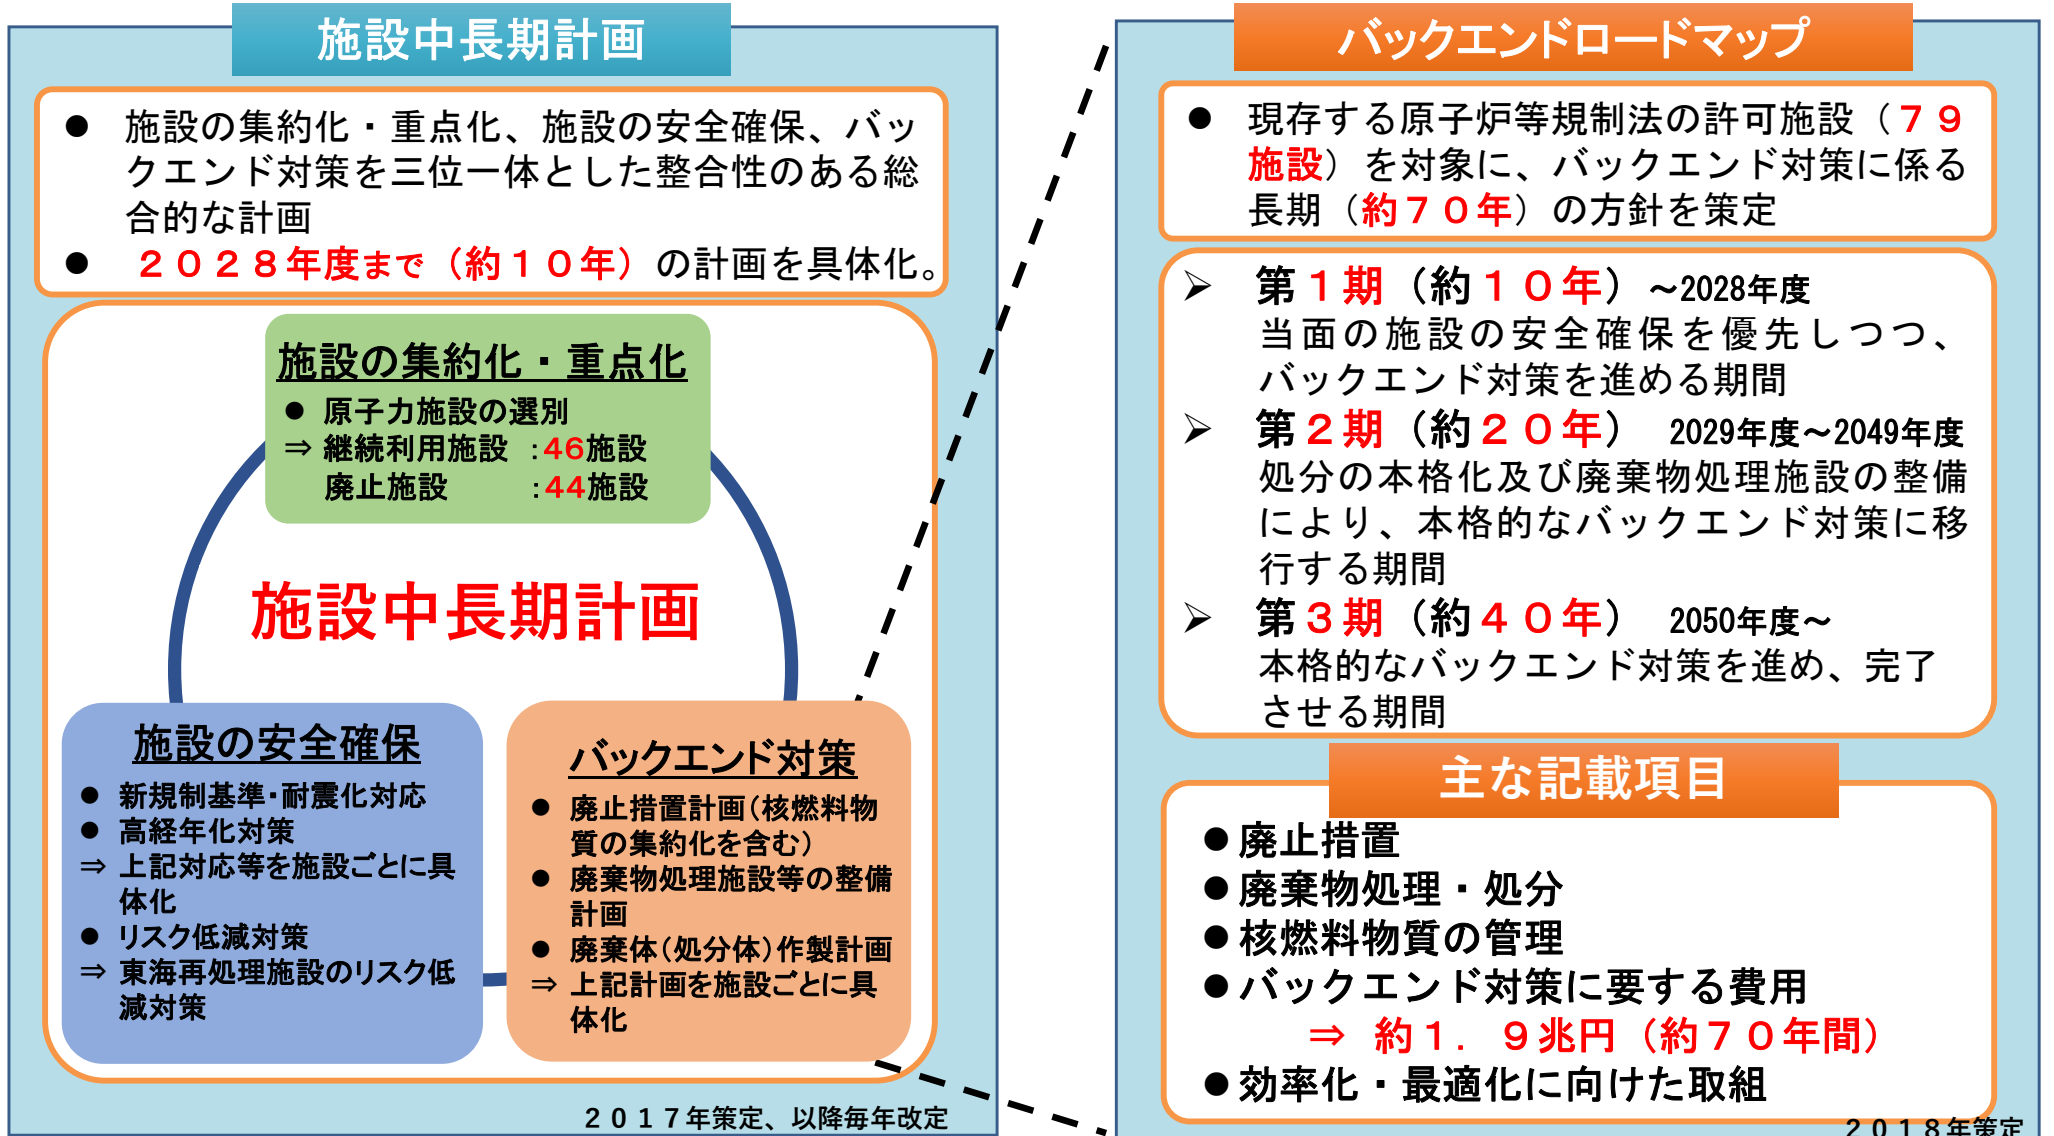 施設中長期計画
● 施設の集約化・重点化、施設の安全確保、バッ
クエンド対策を三位一体とした整合性のある総
合的な計画
● ２０２８年度まで（約１０年）の計画を具体化。
施設の集約化・重点化
● 原子力施設の選別
⇒ 継続利用施設 ：46施設
廃止施設 ：44施設
施設中長期計画
施設の安全確保
● 新規制基準・耐震化対応
● 高経年化対策
⇒ 上記対応等を施設ごとに具
体化
● リスク低減対策
⇒ 東海再処理施設のリスク低
減対策
バックエンド対策
● 廃止措置計画（核燃料物
質の集約化を含む）
● 廃棄物処理施設等の整備
計画
● 廃棄体（処分体）作製計画
⇒ 上記計画を施設ごとに具
体化
２０１７年策定、以降毎年改定
バックエンドロードマップ
● 現存する原子炉等規制法の許可施設（７９
施設）を対象に、バックエンド対策に係る
長期（約７０年）の方針を策定
➢ 第１期（約１０年）～2028年度
当面の施設の安全確保を優先しつつ、
バックエンド対策を進める期間
➢ 第２期（約２０年） 2029年度～2049年度
処分の本格化及び廃棄物処理施設の整備
により、本格的なバックエンド対策に移
行する期間
➢ 第３期（約４０年） 2050年度～
本格的なバックエンド対策を進め、完了
させる期間
主な記載項目
●廃止措置
●廃棄物処理・処分
●核燃料物質の管理
●バックエンド対策に要する費用
⇒ 約１．９兆円（約７０年間）
●効率化・最適化に向けた取組
２０１８年策定